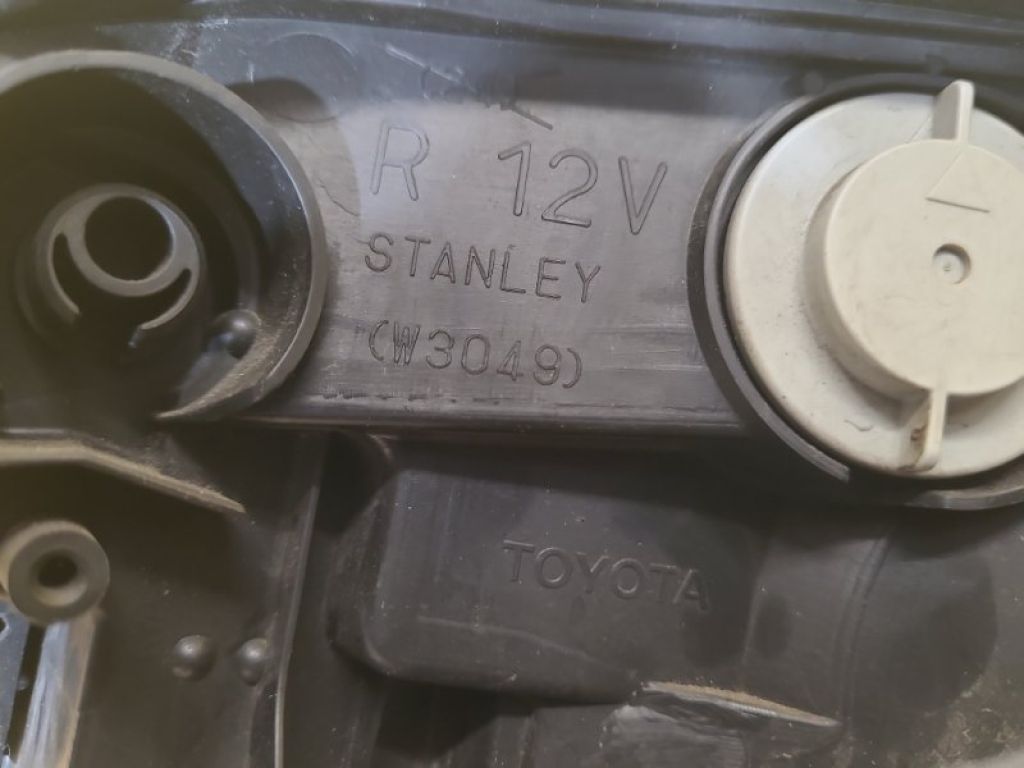 R 12V
STANLEY
(W3049)
TOYOTA